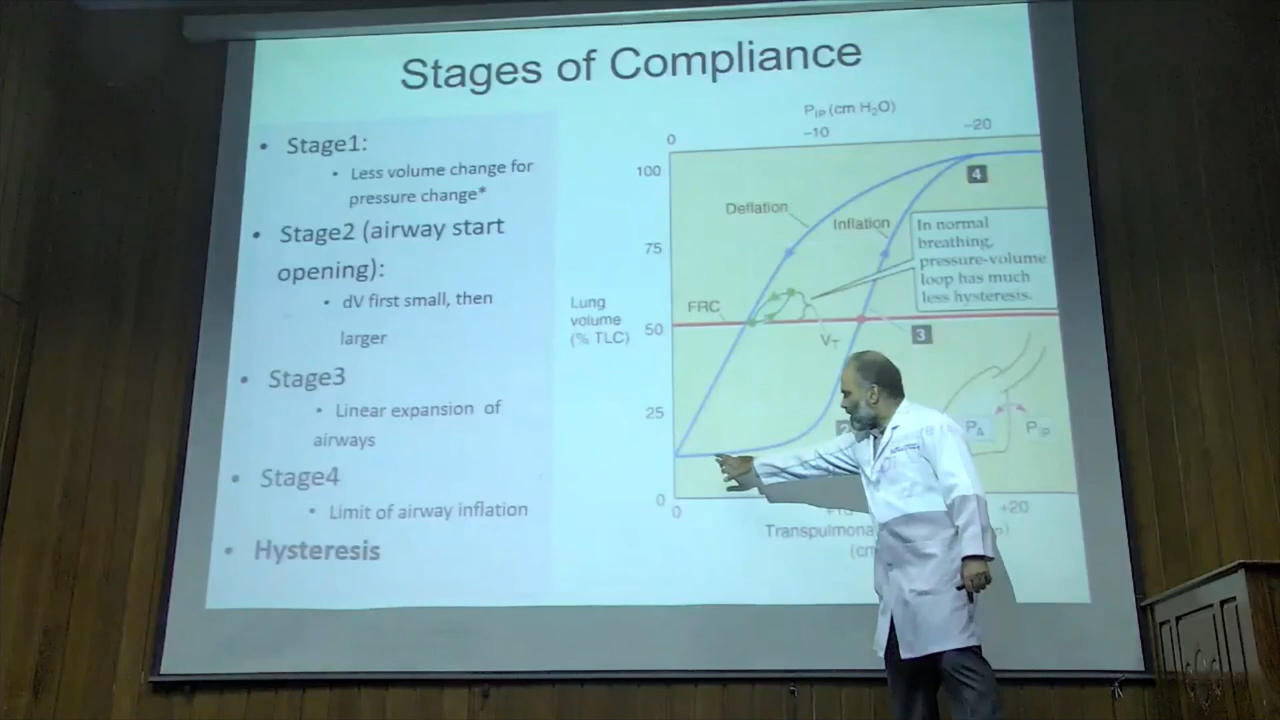 Stages of Compliance
• Stage1:
• Less volume change for
pressure change*
• Stage2 (airway start
opening):
• dV first small, then
larger
• Stage3
• Linear expansion of
airways
• Stage4
• Limit of airway inflation
• Hysteresis
PIP (cm H2O)
0
−10
−20
100
75
50
25
0
Lung
volume
(% TLC)
Deflation
Inflation
4
In normal
breathing,
pressure-volume
loop has much
less hysteresis.
FRC
VT
3
2
PA
PIP
0
+20
Transpulmona
(cm